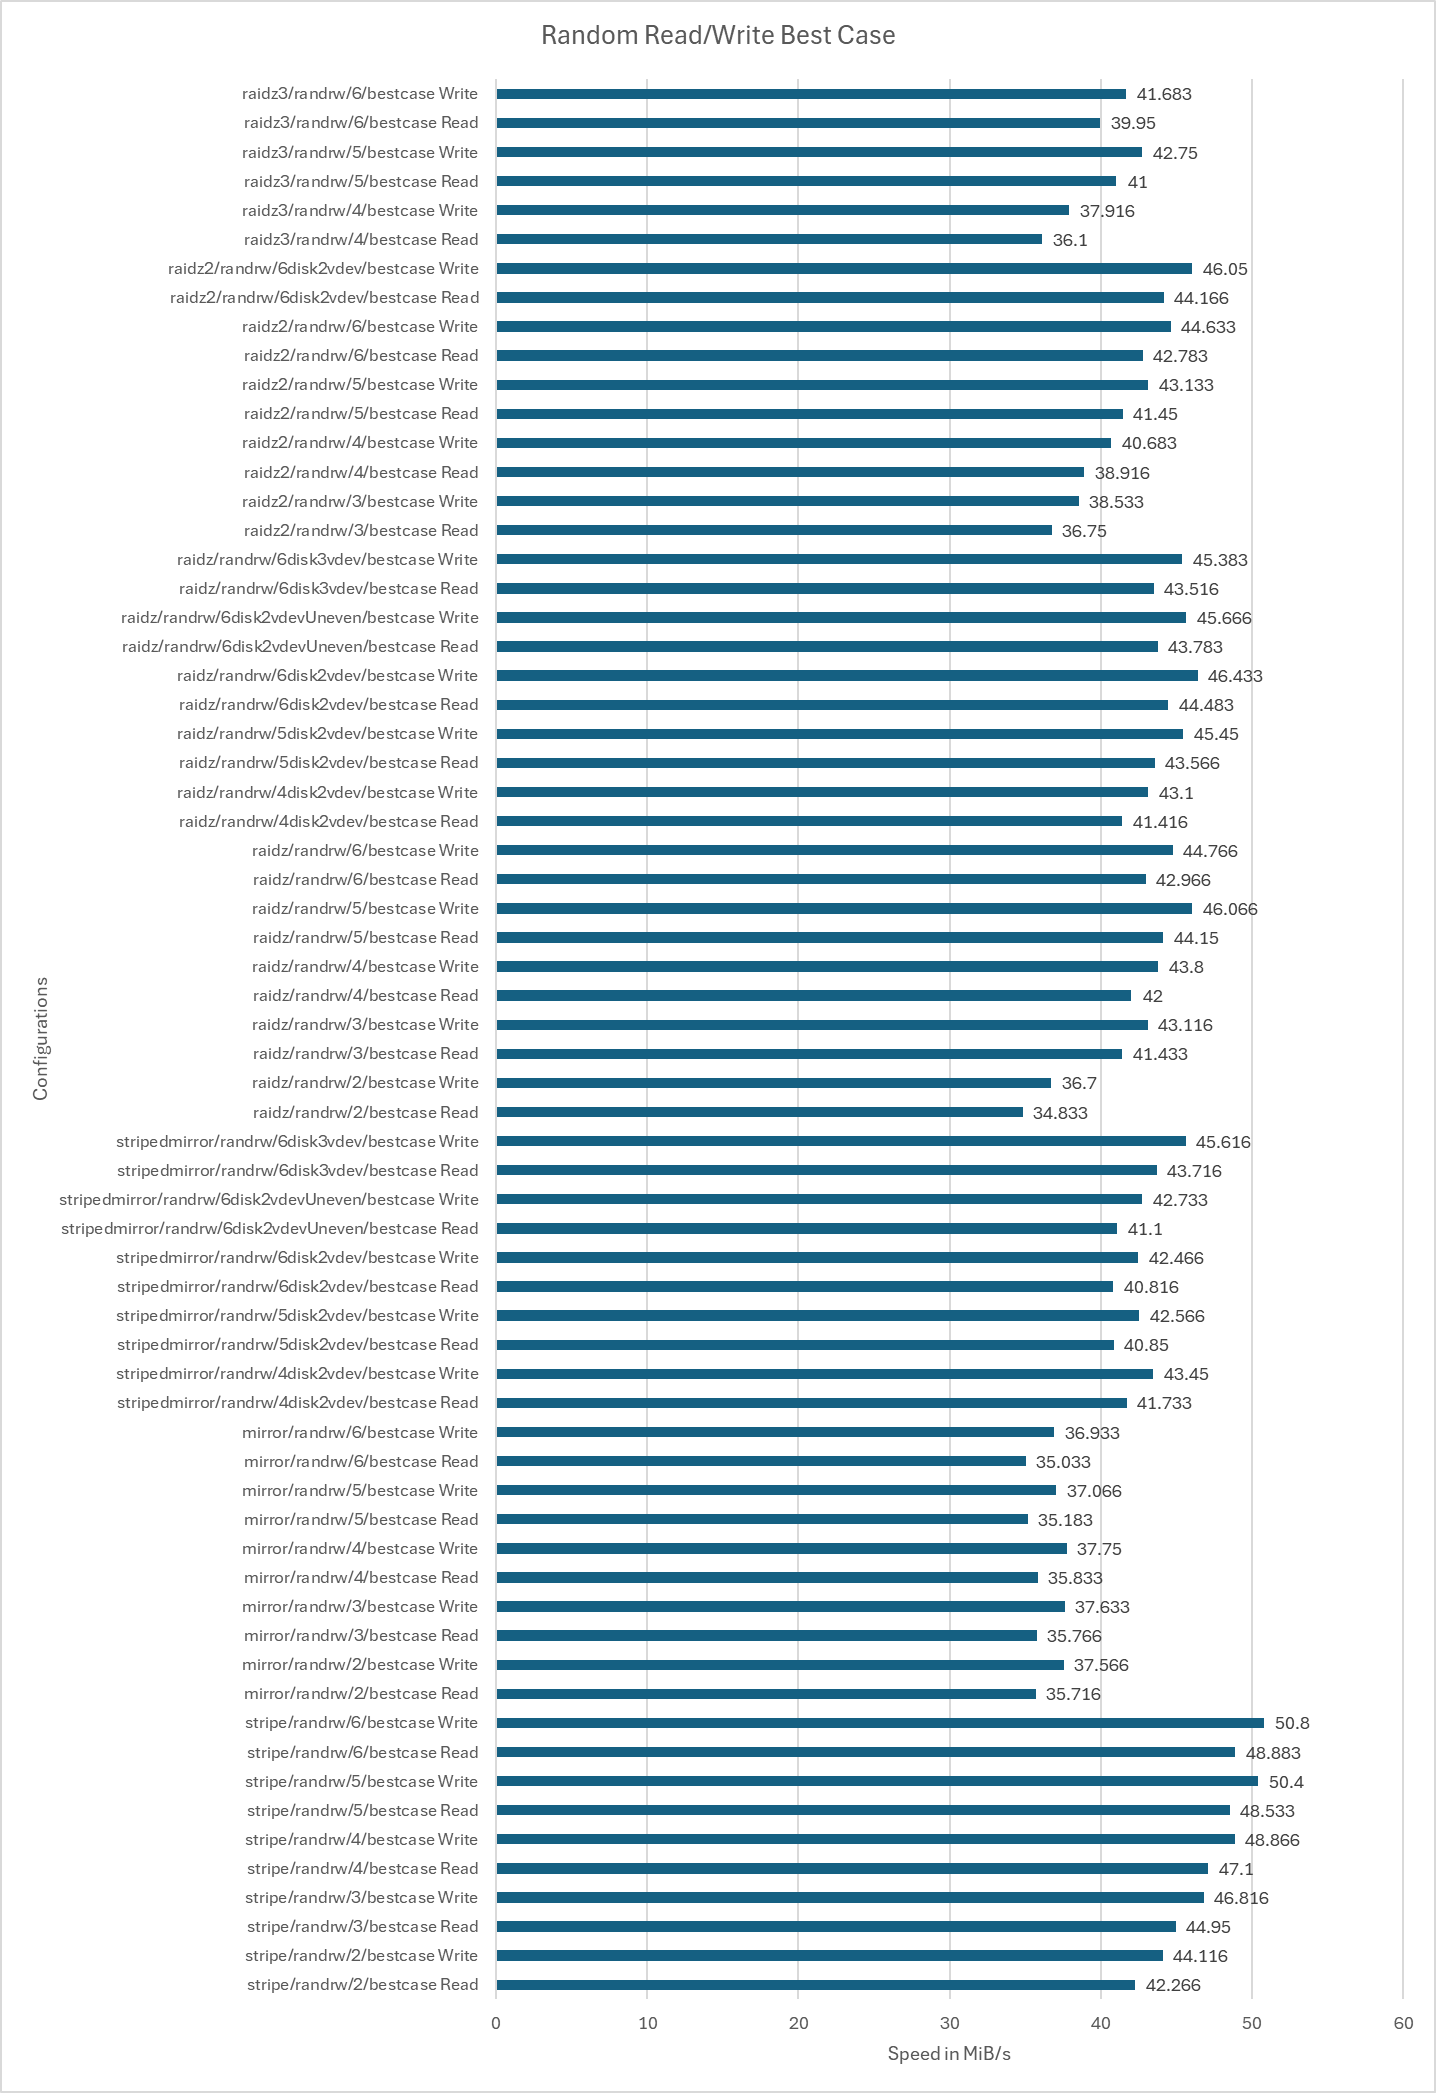 Random Read/Write Best Case
raidz3/randrw/6/bestcase Write 41.683
raidz3/randrw/6/bestcase Read 39.95
raidz3/randrw/5/bestcase Write 42.75
raidz3/randrw/5/bestcase Read 41
raidz3/randrw/4/bestcase Write 37.916
raidz3/randrw/4/bestcase Read 36.1
raidz2/randrw/6disk2vdev/bestcase Write 46.05
raidz2/randrw/6disk2vdev/bestcase Read 44.166
raidz2/randrw/6/bestcase Write 44.633
raidz2/randrw/6/bestcase Read 42.783
raidz2/randrw/5/bestcase Write 43.133
raidz2/randrw/5/bestcase Read 41.45
raidz2/randrw/4/bestcase Write 40.683
raidz2/randrw/4/bestcase Read 38.916
raidz2/randrw/3/bestcase Write 38.533
raidz2/randrw/3/bestcase Read 36.75
raidz/randrw/6disk3vdev/bestcase Write 45.383
raidz/randrw/6disk3vdev/bestcase Read 43.516
raidz/randrw/6disk2vdevUneven/bestcase Write 45.666
raidz/randrw/6disk2vdevUneven/bestcase Read 43.783
raidz/randrw/6disk2vdev/bestcase Write 46.433
raidz/randrw/6disk2vdev/bestcase Read 44.483
raidz/randrw/5disk2vdev/bestcase Write 45.45
raidz/randrw/5disk2vdev/bestcase Read 43.566
raidz/randrw/4disk2vdev/bestcase Write 43.1
raidz/randrw/4disk2vdev/bestcase Read 41.416
raidz/randrw/6/bestcase Write 44.766
raidz/randrw/6/bestcase Read 42.966
raidz/randrw/5/bestcase Write 46.066
raidz/randrw/5/bestcase Read 44.15
raidz/randrw/4/bestcase Write 43.8
raidz/randrw/4/bestcase Read 42
raidz/randrw/3/bestcase Write 43.116
raidz/randrw/3/bestcase Read 41.433
raidz/randrw/2/bestcase Write 36.7
raidz/randrw/2/bestcase Read 34.833
stripedmirror/randrw/6disk3vdev/bestcase Write 45.616
stripedmirror/randrw/6disk3vdev/bestcase Read 43.716
stripedmirror/randrw/6disk2vdevUneven/bestcase Write 42.733
stripedmirror/randrw/6disk2vdevUneven/bestcase Read 41.1
stripedmirror/randrw/6disk2vdev/bestcase Write 42.466
stripedmirror/randrw/6disk2vdev/bestcase Read 40.816
stripedmirror/randrw/5disk2vdev/bestcase Write 42.566
stripedmirror/randrw/5disk2vdev/bestcase Read 40.85
stripedmirror/randrw/4disk2vdev/bestcase Write 43.45
stripedmirror/randrw/4disk2vdev/bestcase Read 41.733
mirror/randrw/6/bestcase Write 36.933
mirror/randrw/6/bestcase Read 35.033
mirror/randrw/5/bestcase Write 37.066
mirror/randrw/5/bestcase Read 35.183
mirror/randrw/4/bestcase Write 37.75
mirror/randrw/4/bestcase Read 35.833
mirror/randrw/3/bestcase Write 37.633
mirror/randrw/3/bestcase Read 35.766
mirror/randrw/2/bestcase Write 37.566
mirror/randrw/2/bestcase Read 35.716
stripe/randrw/6/bestcase Write 50.8
stripe/randrw/6/bestcase Read 48.883
stripe/randrw/5/bestcase Write 50.4
stripe/randrw/5/bestcase Read 48.533
stripe/randrw/4/bestcase Write 48.866
stripe/randrw/4/bestcase Read 47.1
stripe/randrw/3/bestcase Write 46.816
stripe/randrw/3/bestcase Read 44.95
stripe/randrw/2/bestcase Write 44.116
stripe/randrw/2/bestcase Read 42.266
0 10 20 30 40 50 60
Speed in MiB/s
Configurations